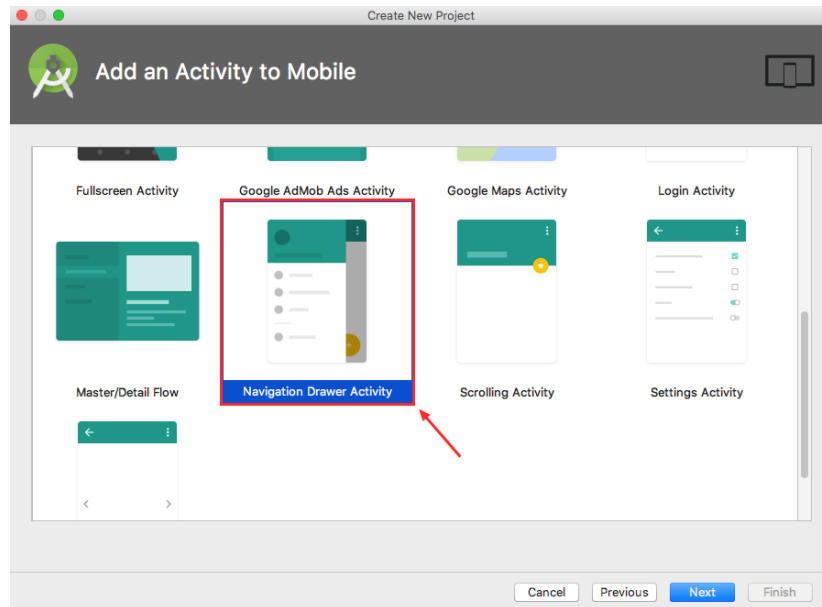 Create New Project
Add an Activity to Mobile
Fullscreen Activity
Google AdMob Ads Activity
Google Maps Activity
Login Activity
Master/Detail Flow
Navigation Drawer Activity
Scrolling Activity
Settings Activity
Cancel
Previous
Next
Finish